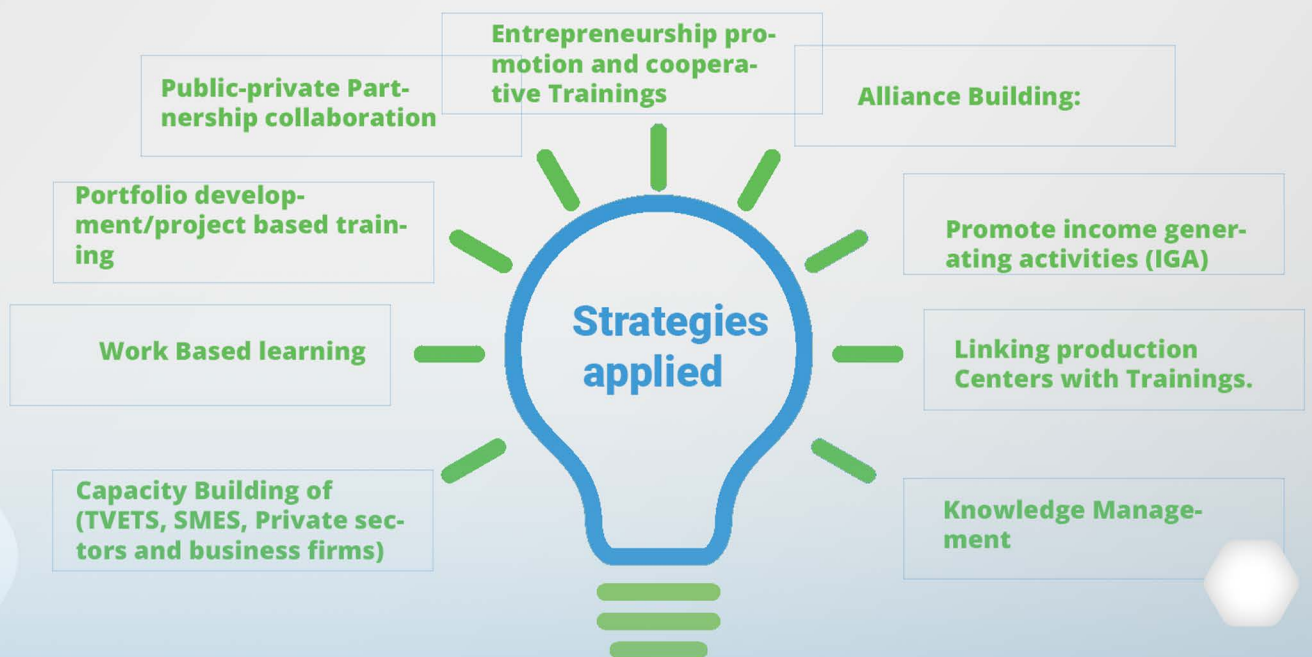 Entrepreneurship pro-
motion and coopera-
tive Trainings
Public-private Part-
nership collaboration
Alliance Building:
Portfolio develop-
ment/project based train-
ing
Promote income gener-
ating activities (IGA)
Strategies
applied
Work Based learning
Linking production
Centers with Trainings.
Capacity Building of
(TVETS, SMES, Private sec-
tors and business firms)
Knowledge Manage-
ment